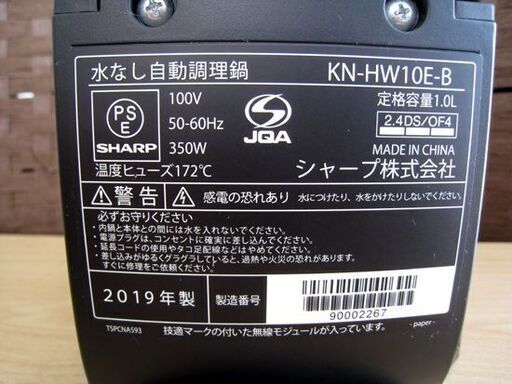 水なし自動調理鍋 KN-HW10E-B
PS
E
SHARP
100V
50-60Hz
350W
温度ヒューズ172℃
JQA
定格容量1.0L
2.4DS/OF4
MADE IN CHINA
シャープ株式会社
警告 感電の恐れあり 水につけたり、水をかけたりしないでください。
必ずお守りください
・内鍋と本体との間には水を入れないでください。
・電源プラグは、コンセントに確実に差し込んでください。
・延長コードの使用やタコ足配線などはやめてください。
・差し込みがゆるくグラグラしていると、過熱や火災の恐れがあります。
すぐに修理をご依頼ください。
2019年製 製造番号
90002267
TSPCNA593
技適マークの付いた無線モジュールが入っています。
- paper -